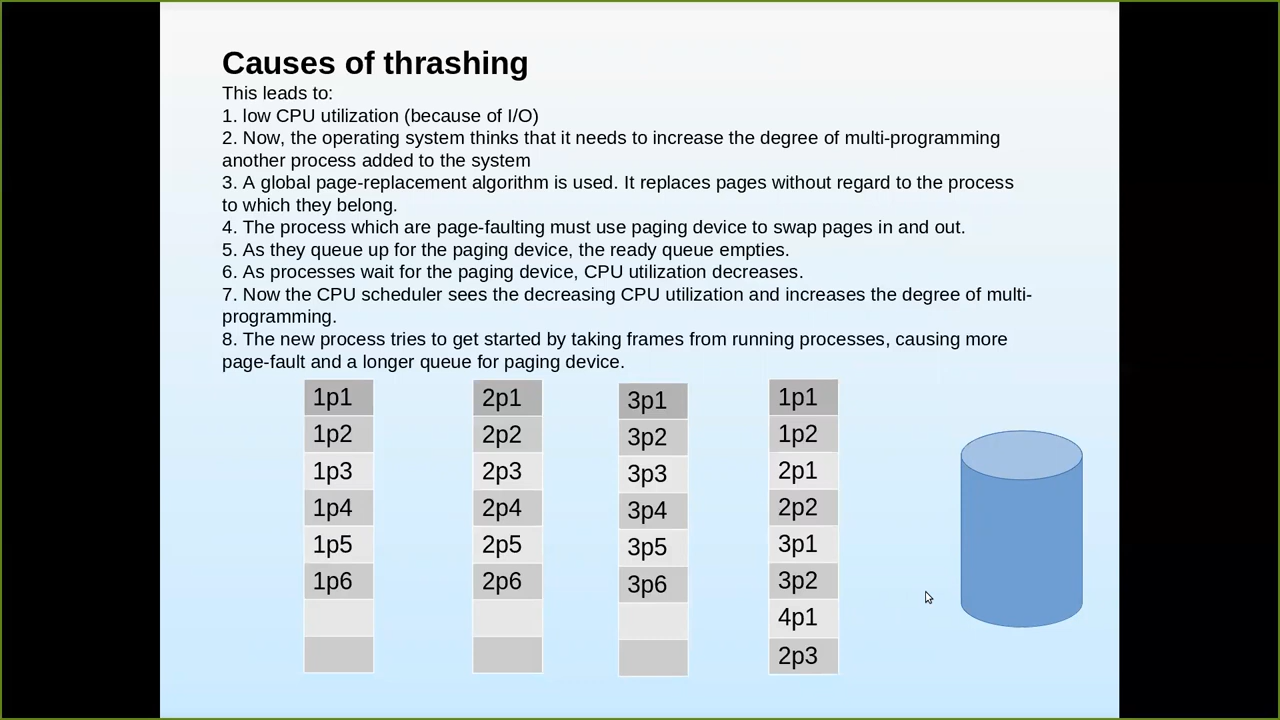 Causes of thrashing
This leads to:
1. low CPU utilization (because of I/O)
2. Now, the operating system thinks that it needs to increase the degree of multi-programming
another process added to the system
3. A global page-replacement algorithm is used. It replaces pages without regard to the process
to which they belong.
4. The process which are page-faulting must use paging device to swap pages in and out.
5. As they queue up for the paging device, the ready queue empties.
6. As processes wait for the paging device, CPU utilization decreases.
7. Now the CPU scheduler sees the decreasing CPU utilization and increases the degree of multi-
programming.
8. The new process tries to get started by taking frames from running processes, causing more
page-fault and a longer queue for paging device.
1p1 2p1 3p1 1p1
1p2 2p2 3p2 1p2
1p3 2p3 3p3 2p1
1p4 2p4 3p4 2p2
1p5 2p5 3p5 3p1
1p6 2p6 3p6 3p2
4p1
2p3